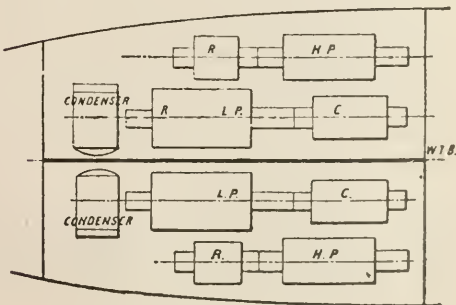 R H.P.
CONDENSER R L.P. C.
W.T.B.
L.P. C.
CONDENSER
R. H.P